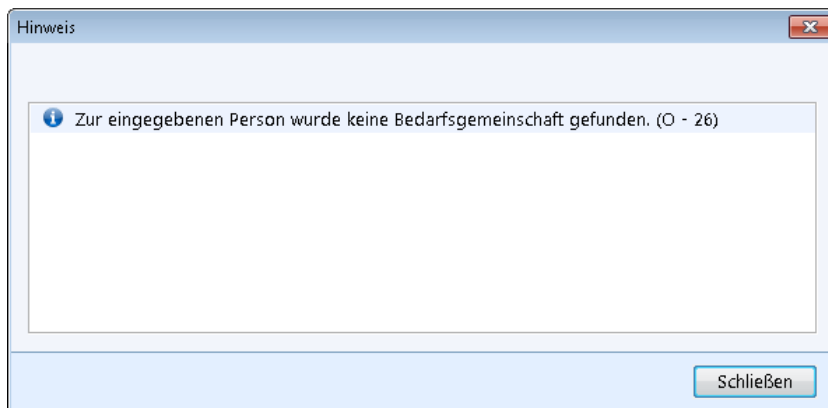 Hinweis
Zur eingegebenen Person wurde keine Bedarfsgemeinschaft gefunden. (O - 26)
Schließen